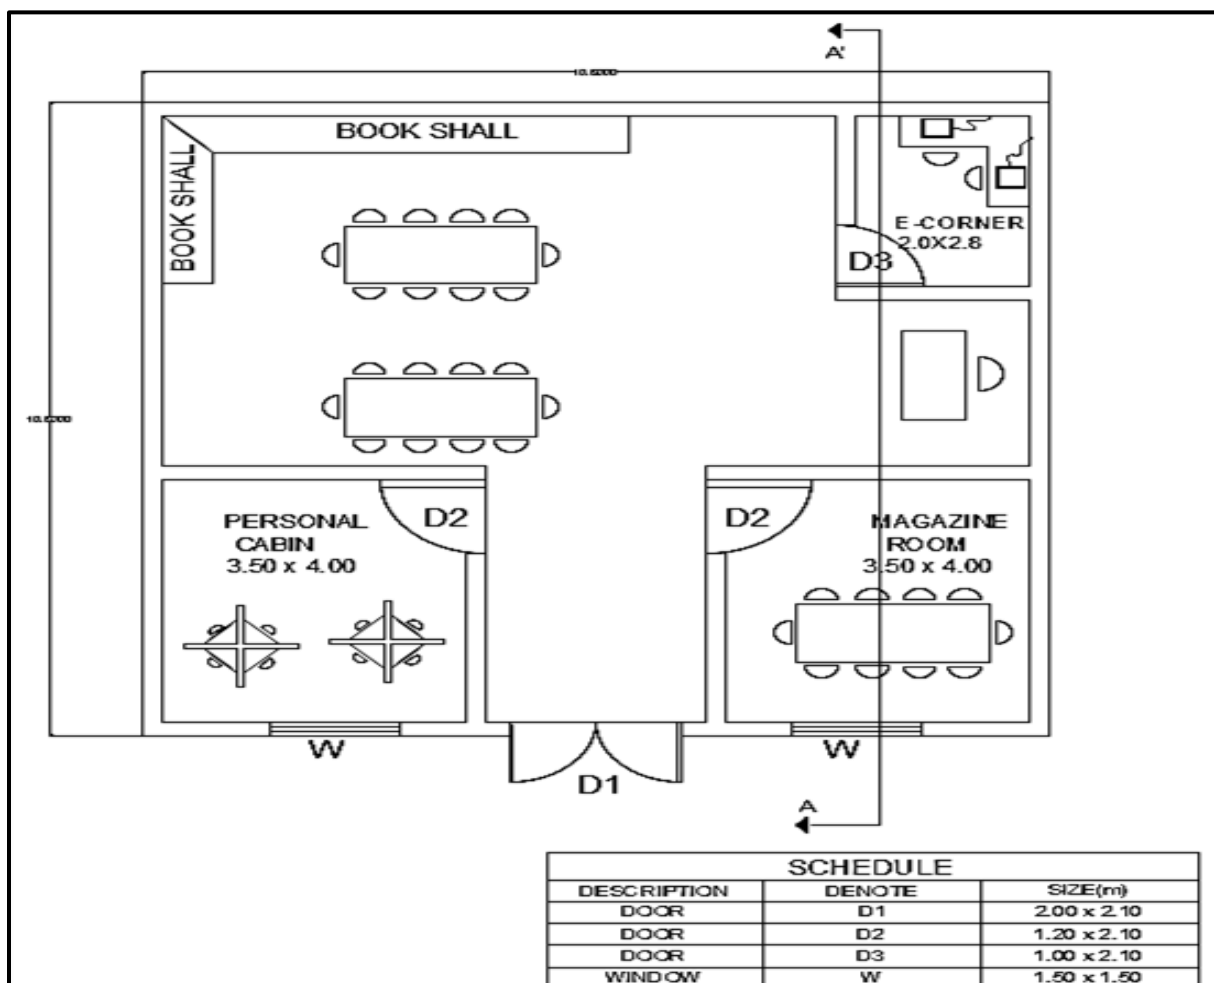 A'
BOOK SHALL
BOOK SHALL
E-CORNER
2.0X2.8
D3
D2
D2
PERSONAL
CABIN
3.50 x 4.00
MAGAZINE
ROOM
3.50 x 4.00
W
W
D1
A
SCHEDULE
DESCRIPTION DENOTE SIZE(m)
DOOR D1 2.00 x 2.10
DOOR D2 1.20 x 2.10
DOOR D3 1.00 x 2.10
WINDOW W 1.50 x 1.50